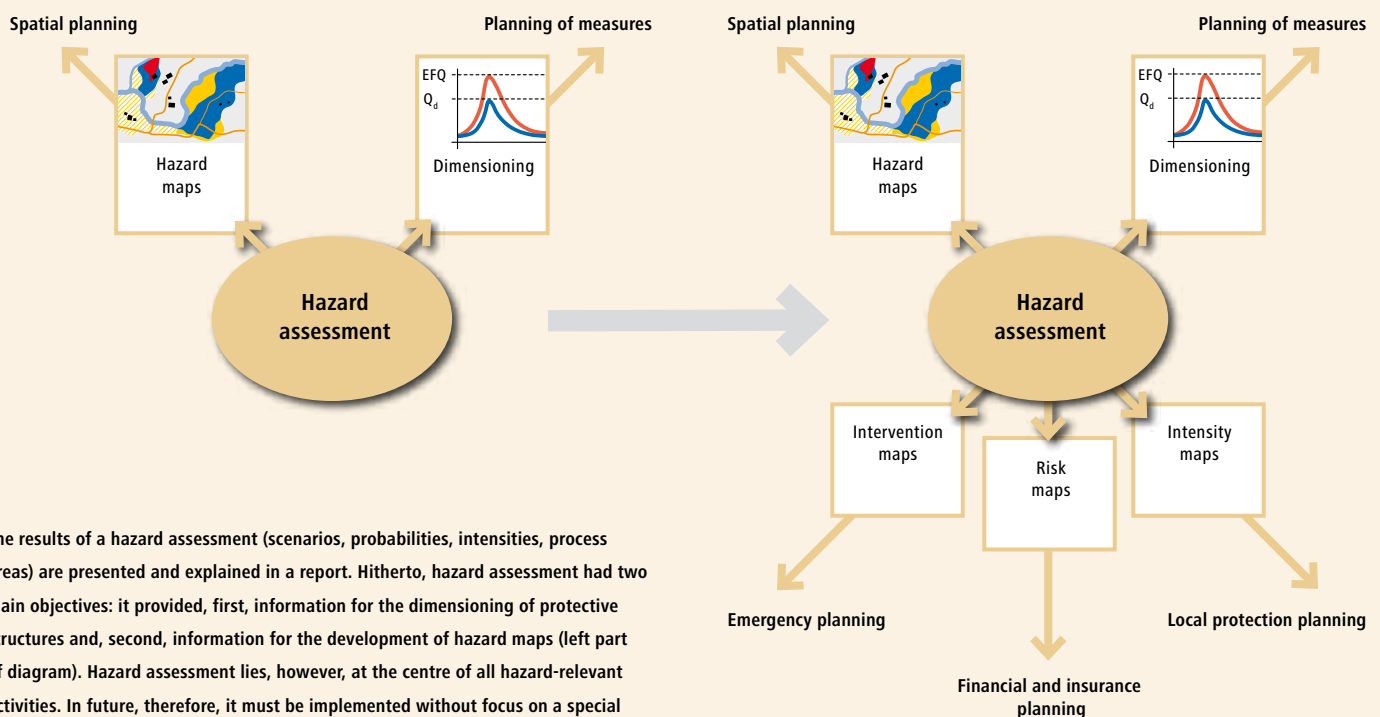 Spatial planning
Planning of measures
EFQ
Qd
Hazard
maps
Dimensioning
Hazard
assessment
Spatial planning
Planning of measures
EFQ
Qd
Hazard
maps
Dimensioning
Hazard
assessment
Intervention
maps
Risk
maps
Intensity
maps
Emergency planning
Local protection planning
Financial and insurance
planning
results of a hazard assessment (scenarios, probabilities, intensities, process
are presented and explained in a report. Hitherto, hazard assessment had two
objectives: it provided, first, information for the dimensioning of protective
and, second, information for the development of hazard maps (left part
diagram). Hazard assessment lies, however, at the centre of all hazard-relevant
In future, therefore, it must be implemented without focus on a special